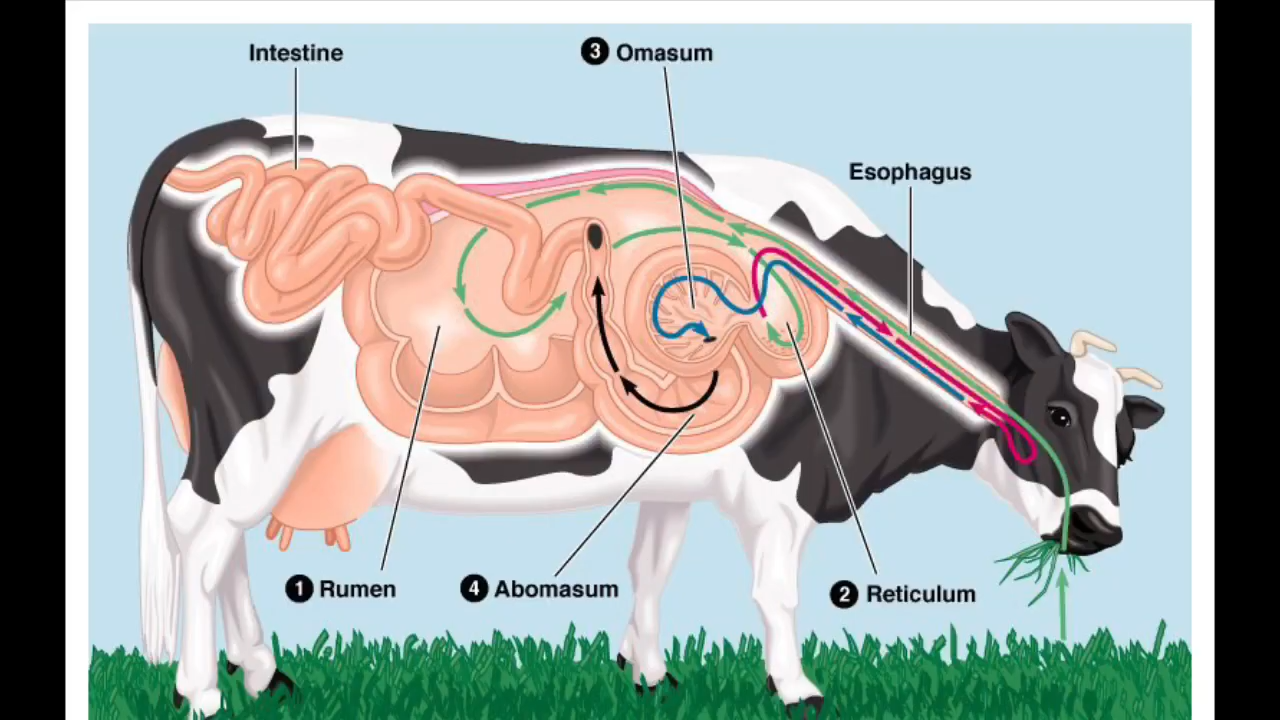 Intestine
3 Omasum
Esophagus
1 Rumen
4 Abomasum
2 Reticulum